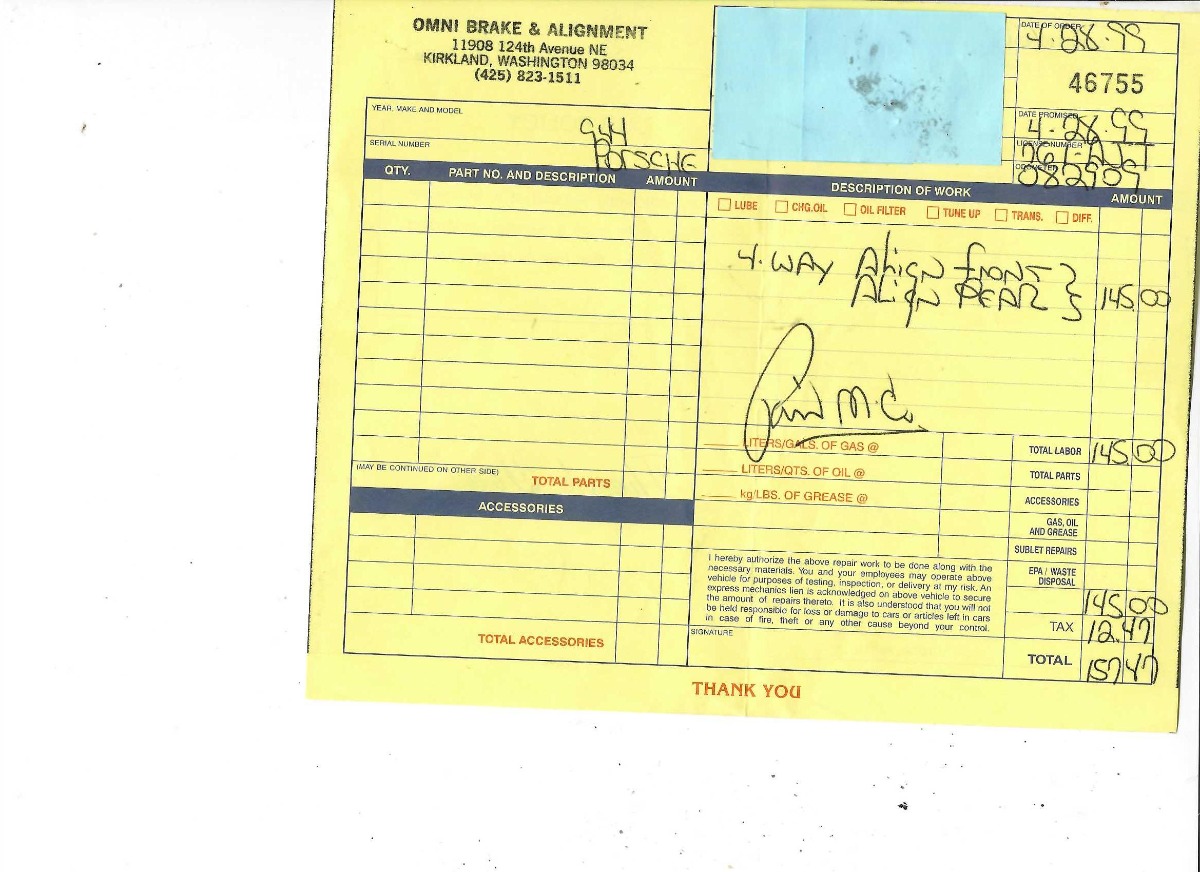 OMNI BRAKE & ALIGNMENT
11908 124th Avenue NE
KIRKLAND, WASHINGTON 98034
(425) 823-1511
DATE OF ORDER
4-28-99
46755
DATE PROMISED
4-28-99
LICENSE NUMBER
082909
YEAR, MAKE AND MODEL
944
SERIAL NUMBER
PORSCHE
QTY. PART NO. AND DESCRIPTION AMOUNT
DESCRIPTION OF WORK AMOUNT
LUBE CHG.OIL OIL FILTER TUNE UP TRANS. DIFF.
4-WAY Align FRONT }
Align REAR } 145.00
Paid
LITERS/GALS. OF GAS @
LITERS/QTS. OF OIL @
kg/LBS. OF GREASE @
TOTAL LABOR 145.00
TOTAL PARTS
ACCESSORIES
GAS, OIL
AND GREASE
SUBLET REPAIRS
EPA / WASTE
DISPOSAL
145.00
TAX 12.47
TOTAL 157.47
(MAY BE CONTINUED ON OTHER SIDE)
TOTAL PARTS
ACCESSORIES
TOTAL ACCESSORIES
I hereby authorize the above repair work to be done along with the
necessary materials. You and your employees may operate above
vehicle for purposes of testing, inspection, or delivery at my risk. An
express mechanics lien is acknowledged on above vehicle to secure
the amount of repairs thereto. It is also understood that you will not
be held responsible for loss or damage to cars or articles left in cars
in case of fire, theft or any other cause beyond your control.
SIGNATURE
THANK YOU